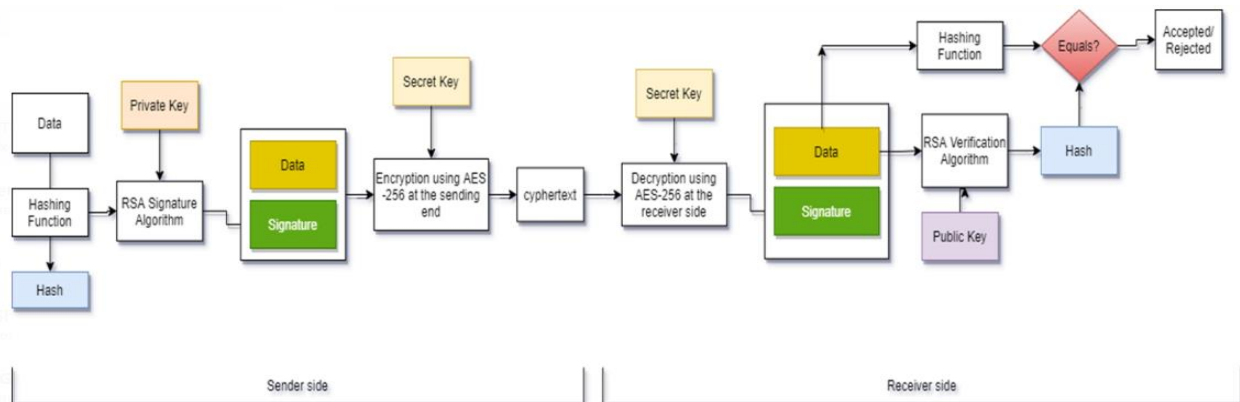 Data
Hashing
Function
Hash
Private Key
RSA Signature
Algorithm
Data
Signature
Secret Key
Encryption using AES
-256 at the sending
end
cyphertext
Secret Key
Decryption using
AES-256 at the
receiver side
Data
Signature
Hashing
Function
RSA Verification
Algorithm
Public Key
Equals?
Hash
Accepted/
Rejected
Sender side
Receiver side